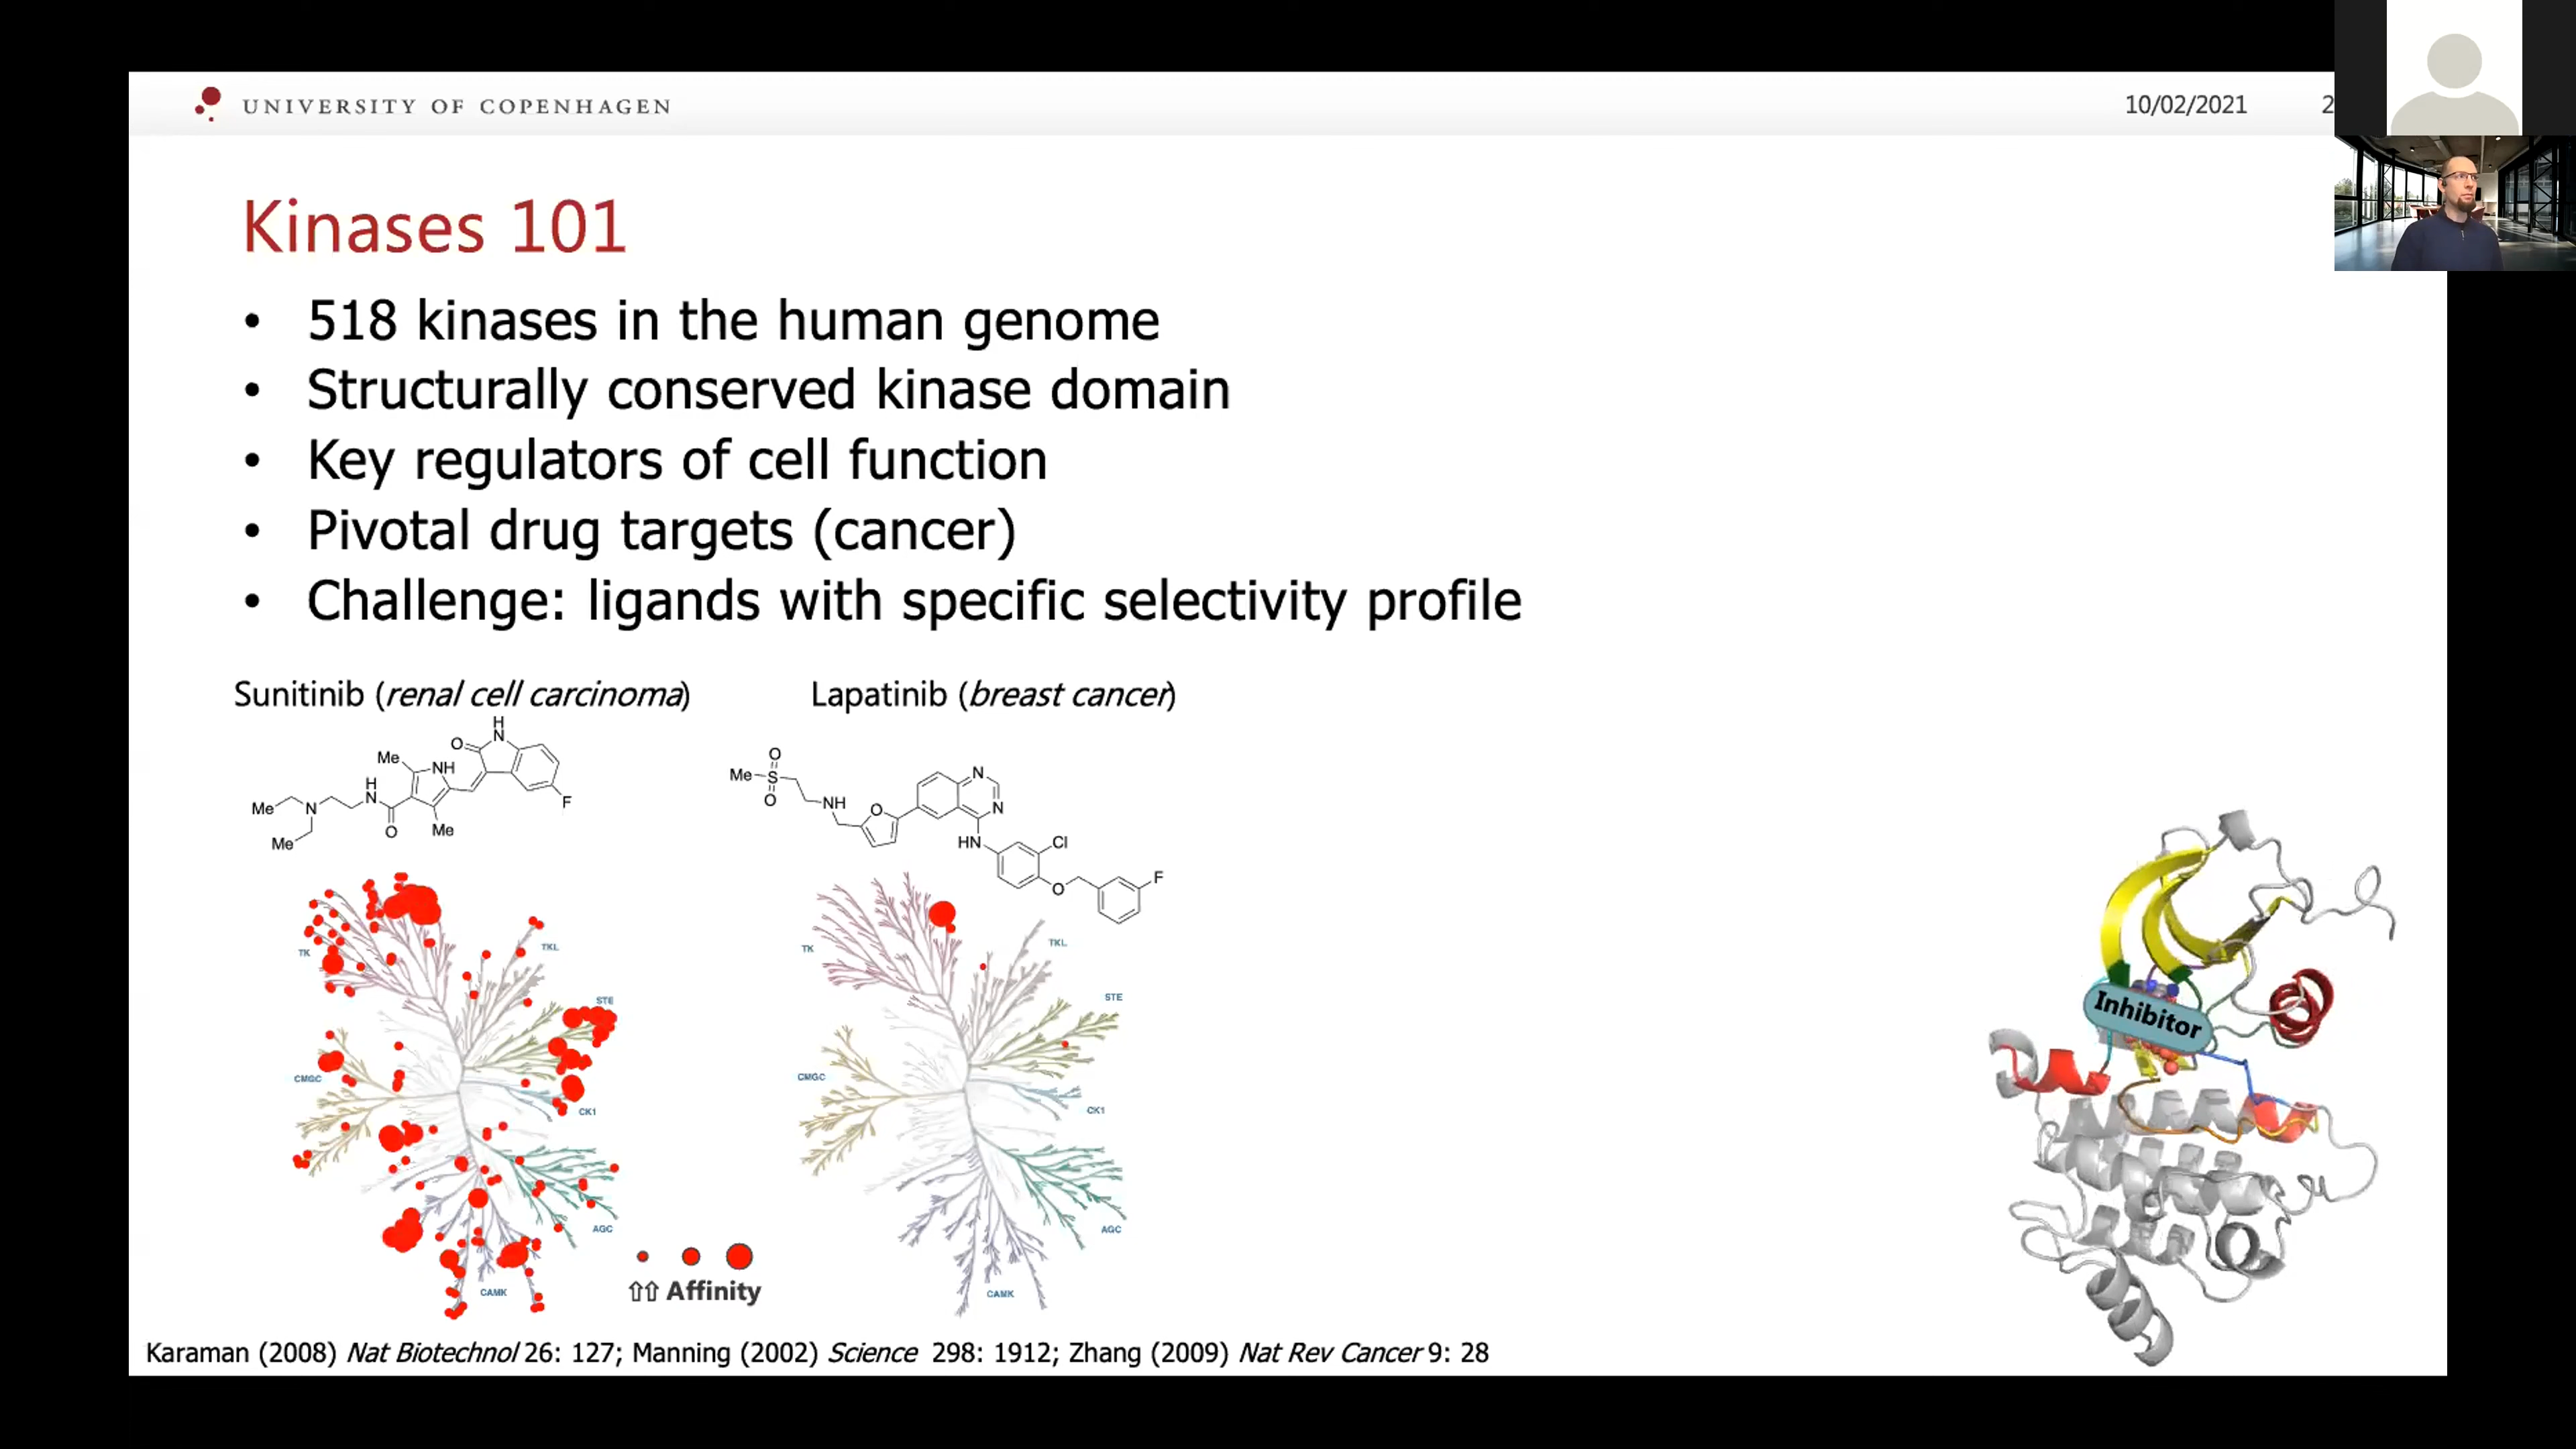 UNIVERSITY OF COPENHAGEN
10/02/2021
2
Kinases 101
• 518 kinases in the human genome
• Structurally conserved kinase domain
• Key regulators of cell function
• Pivotal drug targets (cancer)
• Challenge: ligands with specific selectivity profile
Sunitinib (renal cell carcinoma)
H
N
O
Me
NH
H
N
F
Me
N
O
Me
Me
TK
TKL
STE
CMGC
CK1
AGC
CAMK
⇧⇧ Affinity
Lapatinib (breast cancer)
O
Me
S
O
NH
O
N
N
HN
Cl
O
F
TK
TKL
STE
CMGC
CK1
AGC
CAMK
Inhibitor
Karaman (2008) Nat Biotechnol 26: 127; Manning (2002) Science 298: 1912; Zhang (2009) Nat Rev Cancer 9: 28